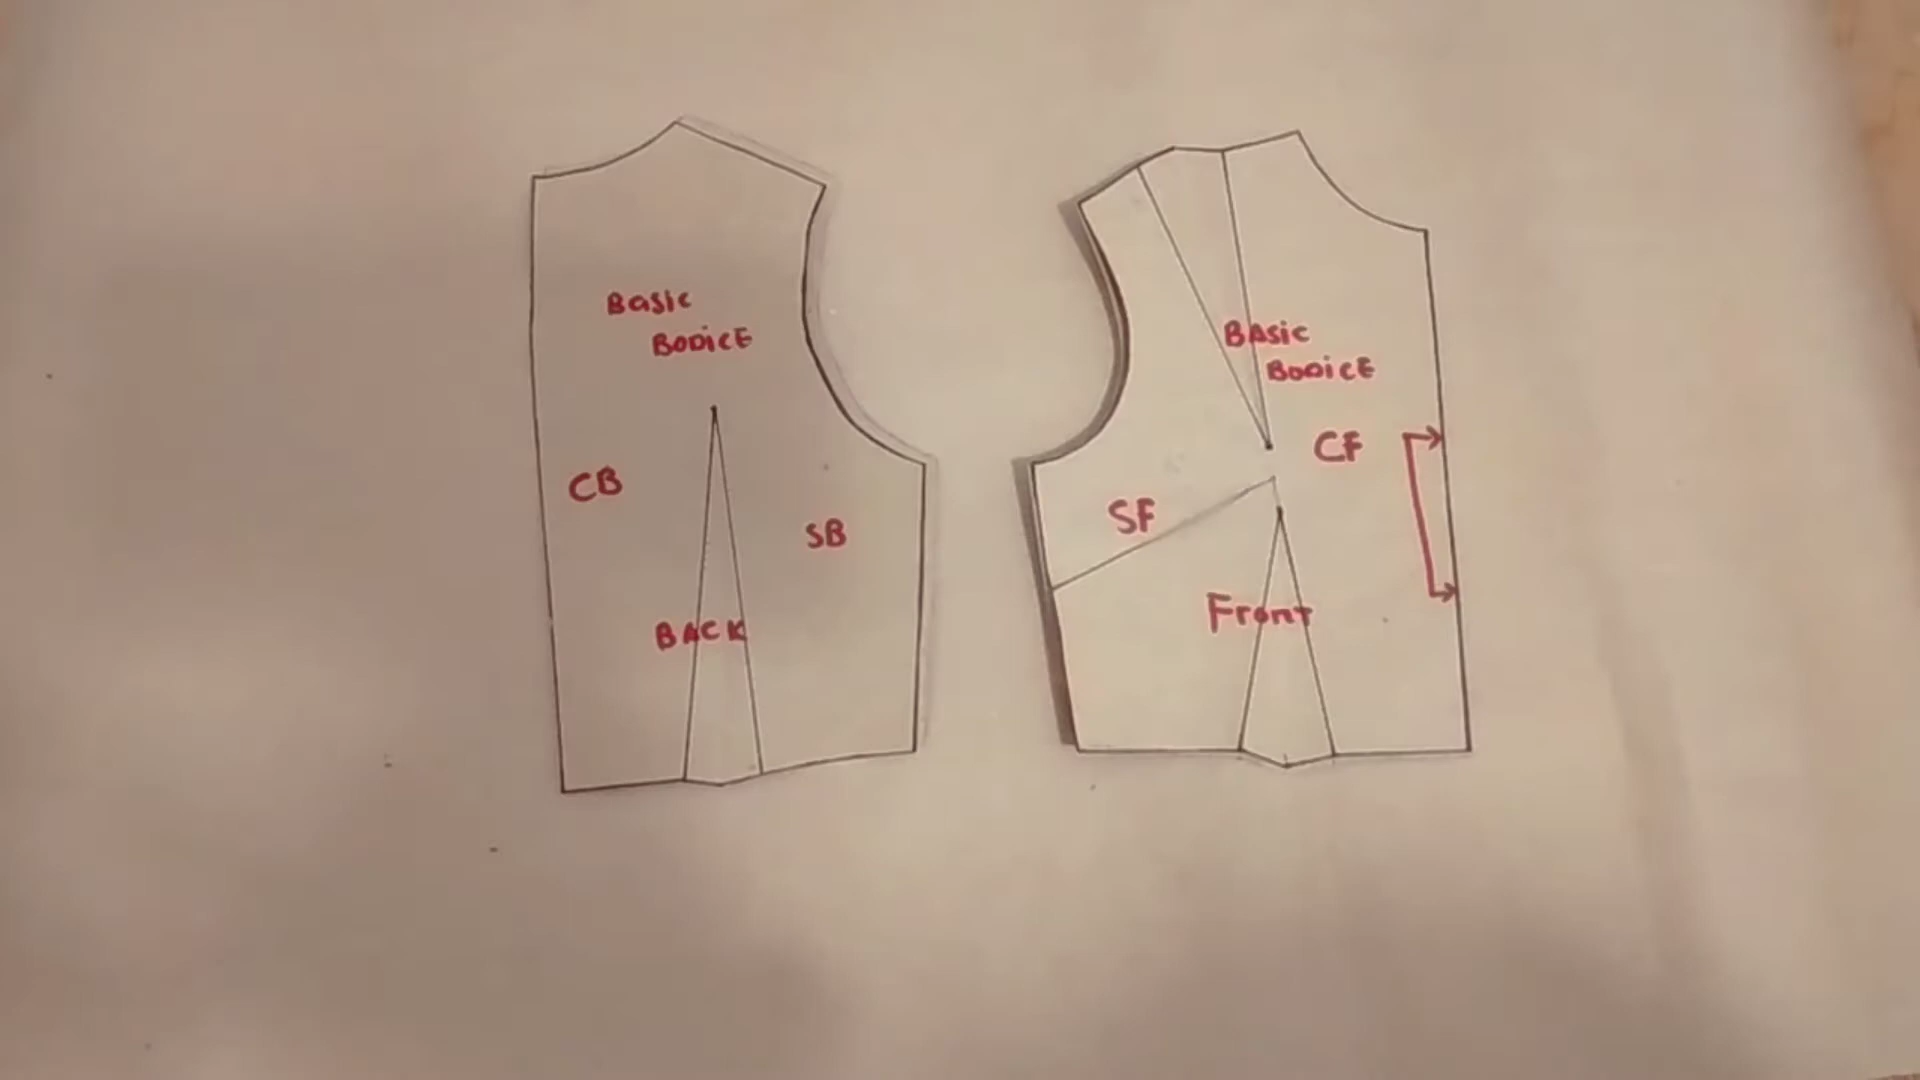 Basic
BODiCE
CB
SB
BACK
BAsic
BODiCE
CF
SF
Front